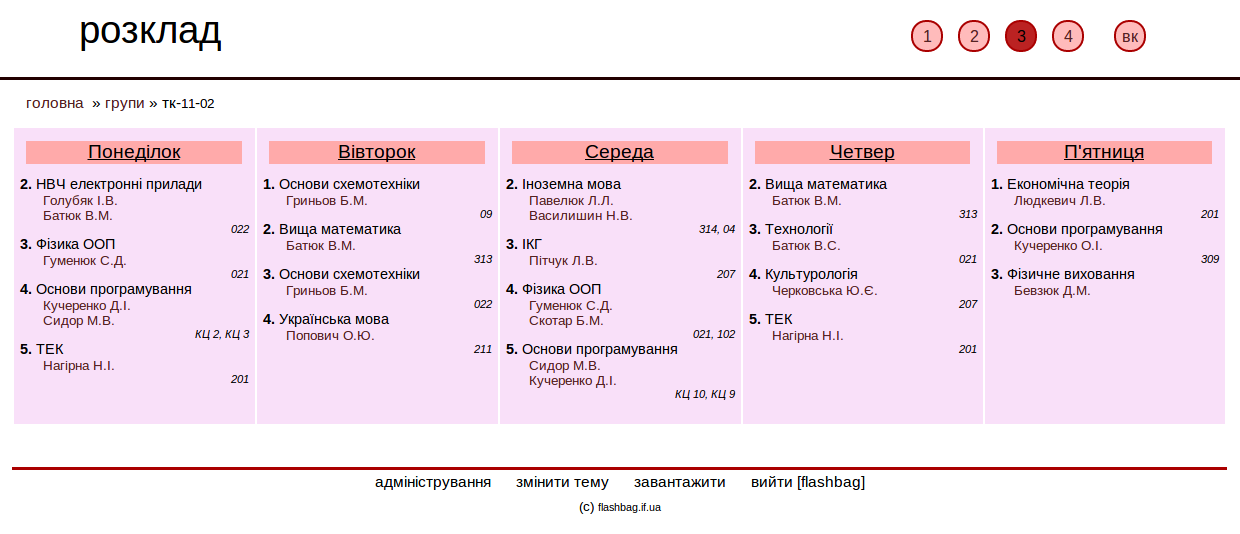 розклад
1 2 3 4 вк
головна » групи » тк-11-02
Понеділок
2. НВЧ електронні прилади
Голубяк І.В.
Батюк В.М.
022
3. Фізика ООП
Гуменюк С.Д.
021
4. Основи програмування
Кучеренко Д.І.
Сидор М.В.
КЦ 2, КЦ 3
5. ТЕК
Нагірна Н.І.
201
Вівторок
1. Основи схемотехніки
Гриньов Б.М.
09
2. Вища математика
Батюк В.М.
313
3. Основи схемотехніки
Гриньов Б.М.
022
4. Українська мова
Попович О.Ю.
211
Середа
2. Іноземна мова
Павелюк Л.Л.
Василишин Н.В.
314, 04
3. ІКГ
Пітчук Л.В.
207
4. Фізика ООП
Гуменюк С.Д.
Скотар Б.М.
021, 102
5. Основи програмування
Сидор М.В.
Кучеренко Д.І.
КЦ 10, КЦ 9
Четвер
2. Вища математика
Батюк В.М.
313
3. Технології
Батюк В.С.
021
4. Культурологія
Черковська Ю.Є.
207
5. ТЕК
Нагірна Н.І.
201
П'ятниця
1. Економічна теорія
Людкевич Л.В.
201
2. Основи програмування
Кучеренко О.І.
309
3. Фізичне виховання
Бевзюк Д.М.
адміністрування змінити тему завантажити вийти [flashbag]
(c) flashbag.if.ua